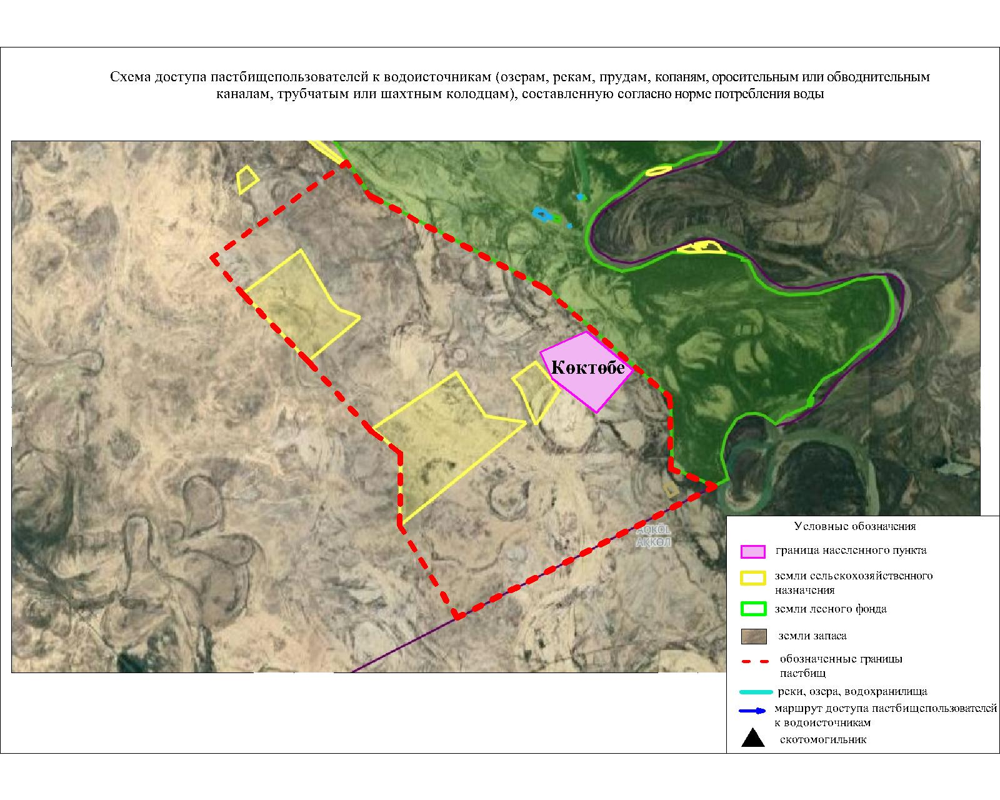 Схема доступа пастбищепользователей к водоисточникам (озерам, рекам, прудам, копаням, оросительным или обводнительным
каналам, трубчатым или шахтным колодцам), составленную согласно норме потребления воды
Көктөбе
AQKÓL
АҚКӨЛ
Условные обозначения
граница населенного пункта
земли сельскохозяйственного
назначения
земли лесного фонда
земли запаса
обозначенные границы
пастбищ
реки, озера, водохранилища
маршрут доступа пастбищепользователей
к водоисточникам
скотомогильник